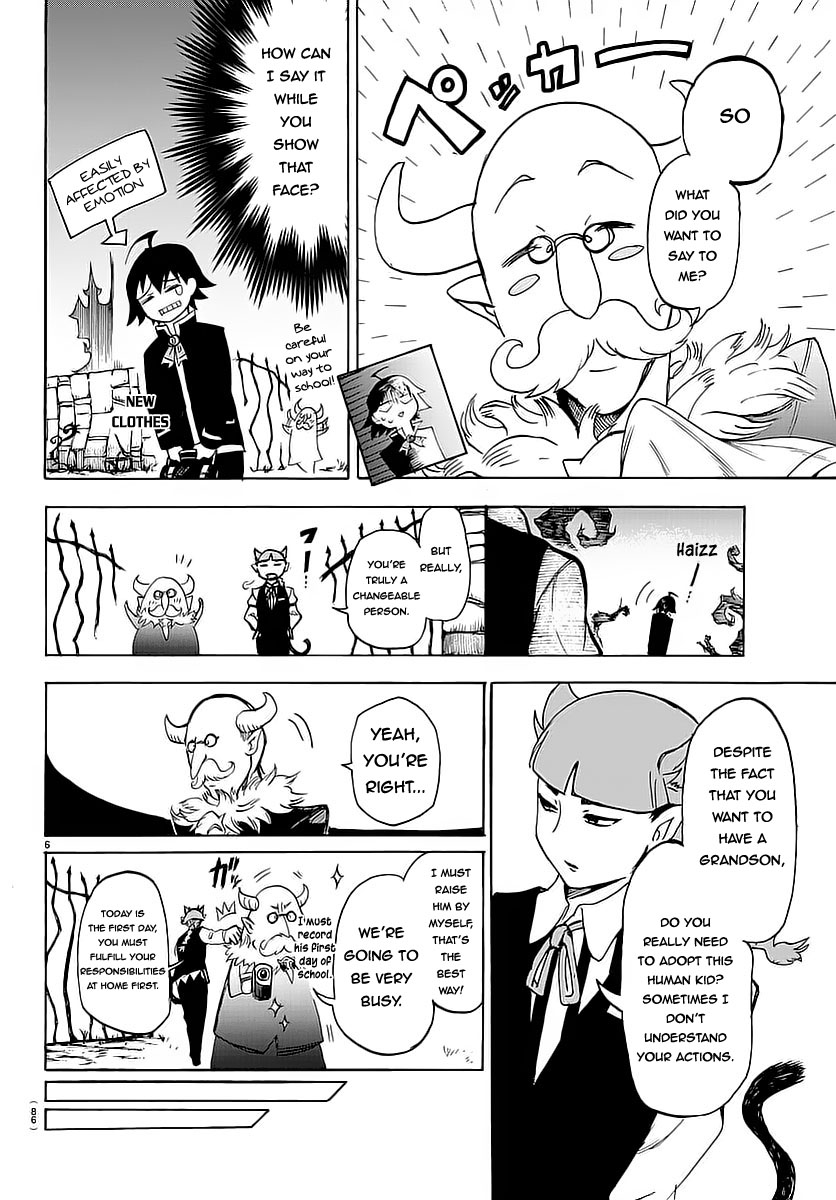 ペッカー
SO
WHAT
DID YOU
WANT TO
SAY TO
ME?
HOW CAN
I SAY IT
WHILE
YOU
SHOW
THAT
FACE?
EASILY
AFFECTED BY
EMOTION
NEW
CLOTHES
Be
careful
on your
way to
school!
Haizz
BUT
REALLY,
YOU'RE
TRULY A
CHANGEABLE
PERSON.
フー
DESPITE
THE FACT
THAT YOU
WANT TO
HAVE A
GRANDSON,
DO YOU
REALLY NEED
TO ADOPT THIS
HUMAN KID?
SOMETIMES I
DON'T
UNDERSTAND
YOUR ACTIONS.
YEAH,
YOU'RE
RIGHT...
6
I MUST
RAISE
HIM BY
MYSELF,
THAT'S
THE BEST
WAY!
WE'RE
GOING TO
BE VERY
BUSY.
ガッ
I must
record
his first
day of
school.
TODAY IS
THE FIRST DAY,
YOU MUST
FULFILL YOUR
RESPONSIBILITIES
AT HOME FIRST.
(86)